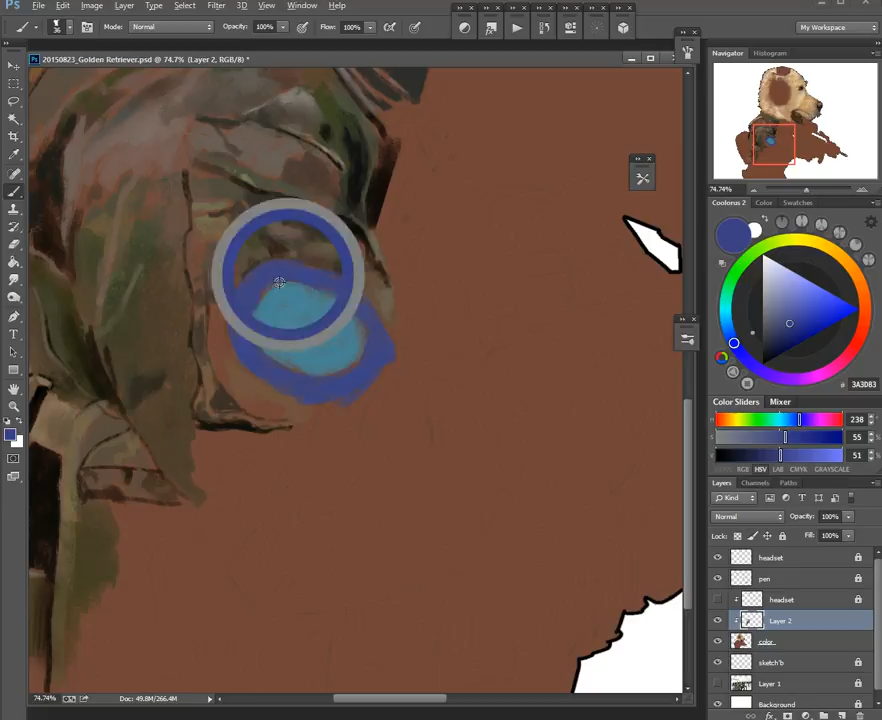 Ps File Edit Image Layer Type Select Filter 3D View Window Help
36 Mode: Normal Opacity: 100% Flow: 100% My Workspace
Ps 20150823_Golden Retriever.psd @ 74.7% (Layer 2, RGB/8) *
Navigator Histogram
74.74%
Coolorus 2 Color Swatches
# 3A3D83
Color Sliders Mixer
H 238
S 55
V 51
HEX RGB HSV LAB CMYK GRAYSCALE
Layers Channels Paths
Kind T
Normal Opacity: 100%
Lock: Fill: 100%
headset
pen
headset
Layer 2
color
sketch'b
Layer 1
Background
74.74% Doc: 49.8M/266.4M
fx